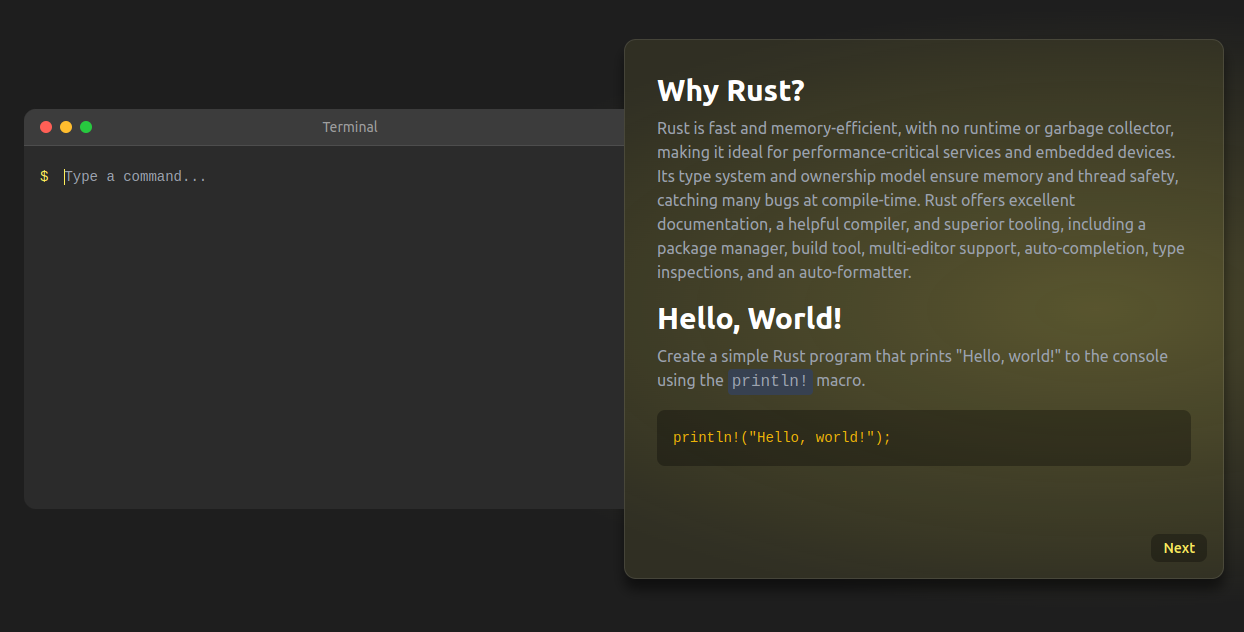 Terminal
$ Type a command...
Why Rust?
Rust is fast and memory-efficient, with no runtime or garbage collector,
making it ideal for performance-critical services and embedded devices.
Its type system and ownership model ensure memory and thread safety,
catching many bugs at compile-time. Rust offers excellent
documentation, a helpful compiler, and superior tooling, including a
package manager, build tool, multi-editor support, auto-completion, type
inspections, and an auto-formatter.
Hello, World!
Create a simple Rust program that prints "Hello, world!" to the console
using the println! macro.
println!("Hello, world!");
Next